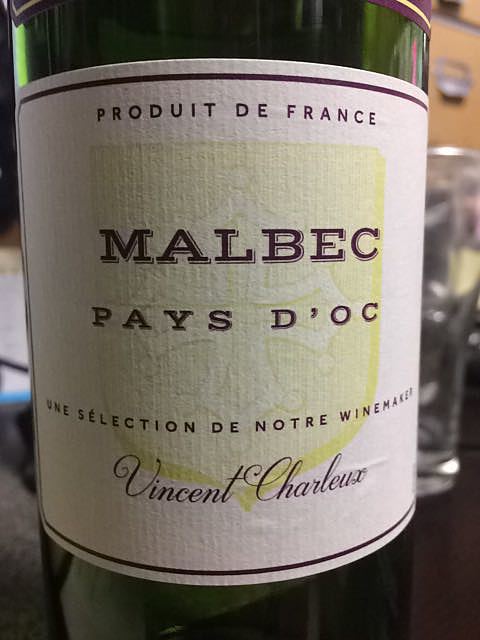 PRODUIT DE FRANCE
MALBEC
PAYS D'OC
UNE SÉLECTION DE NOTRE WINEMAKER
Vincent Charleux